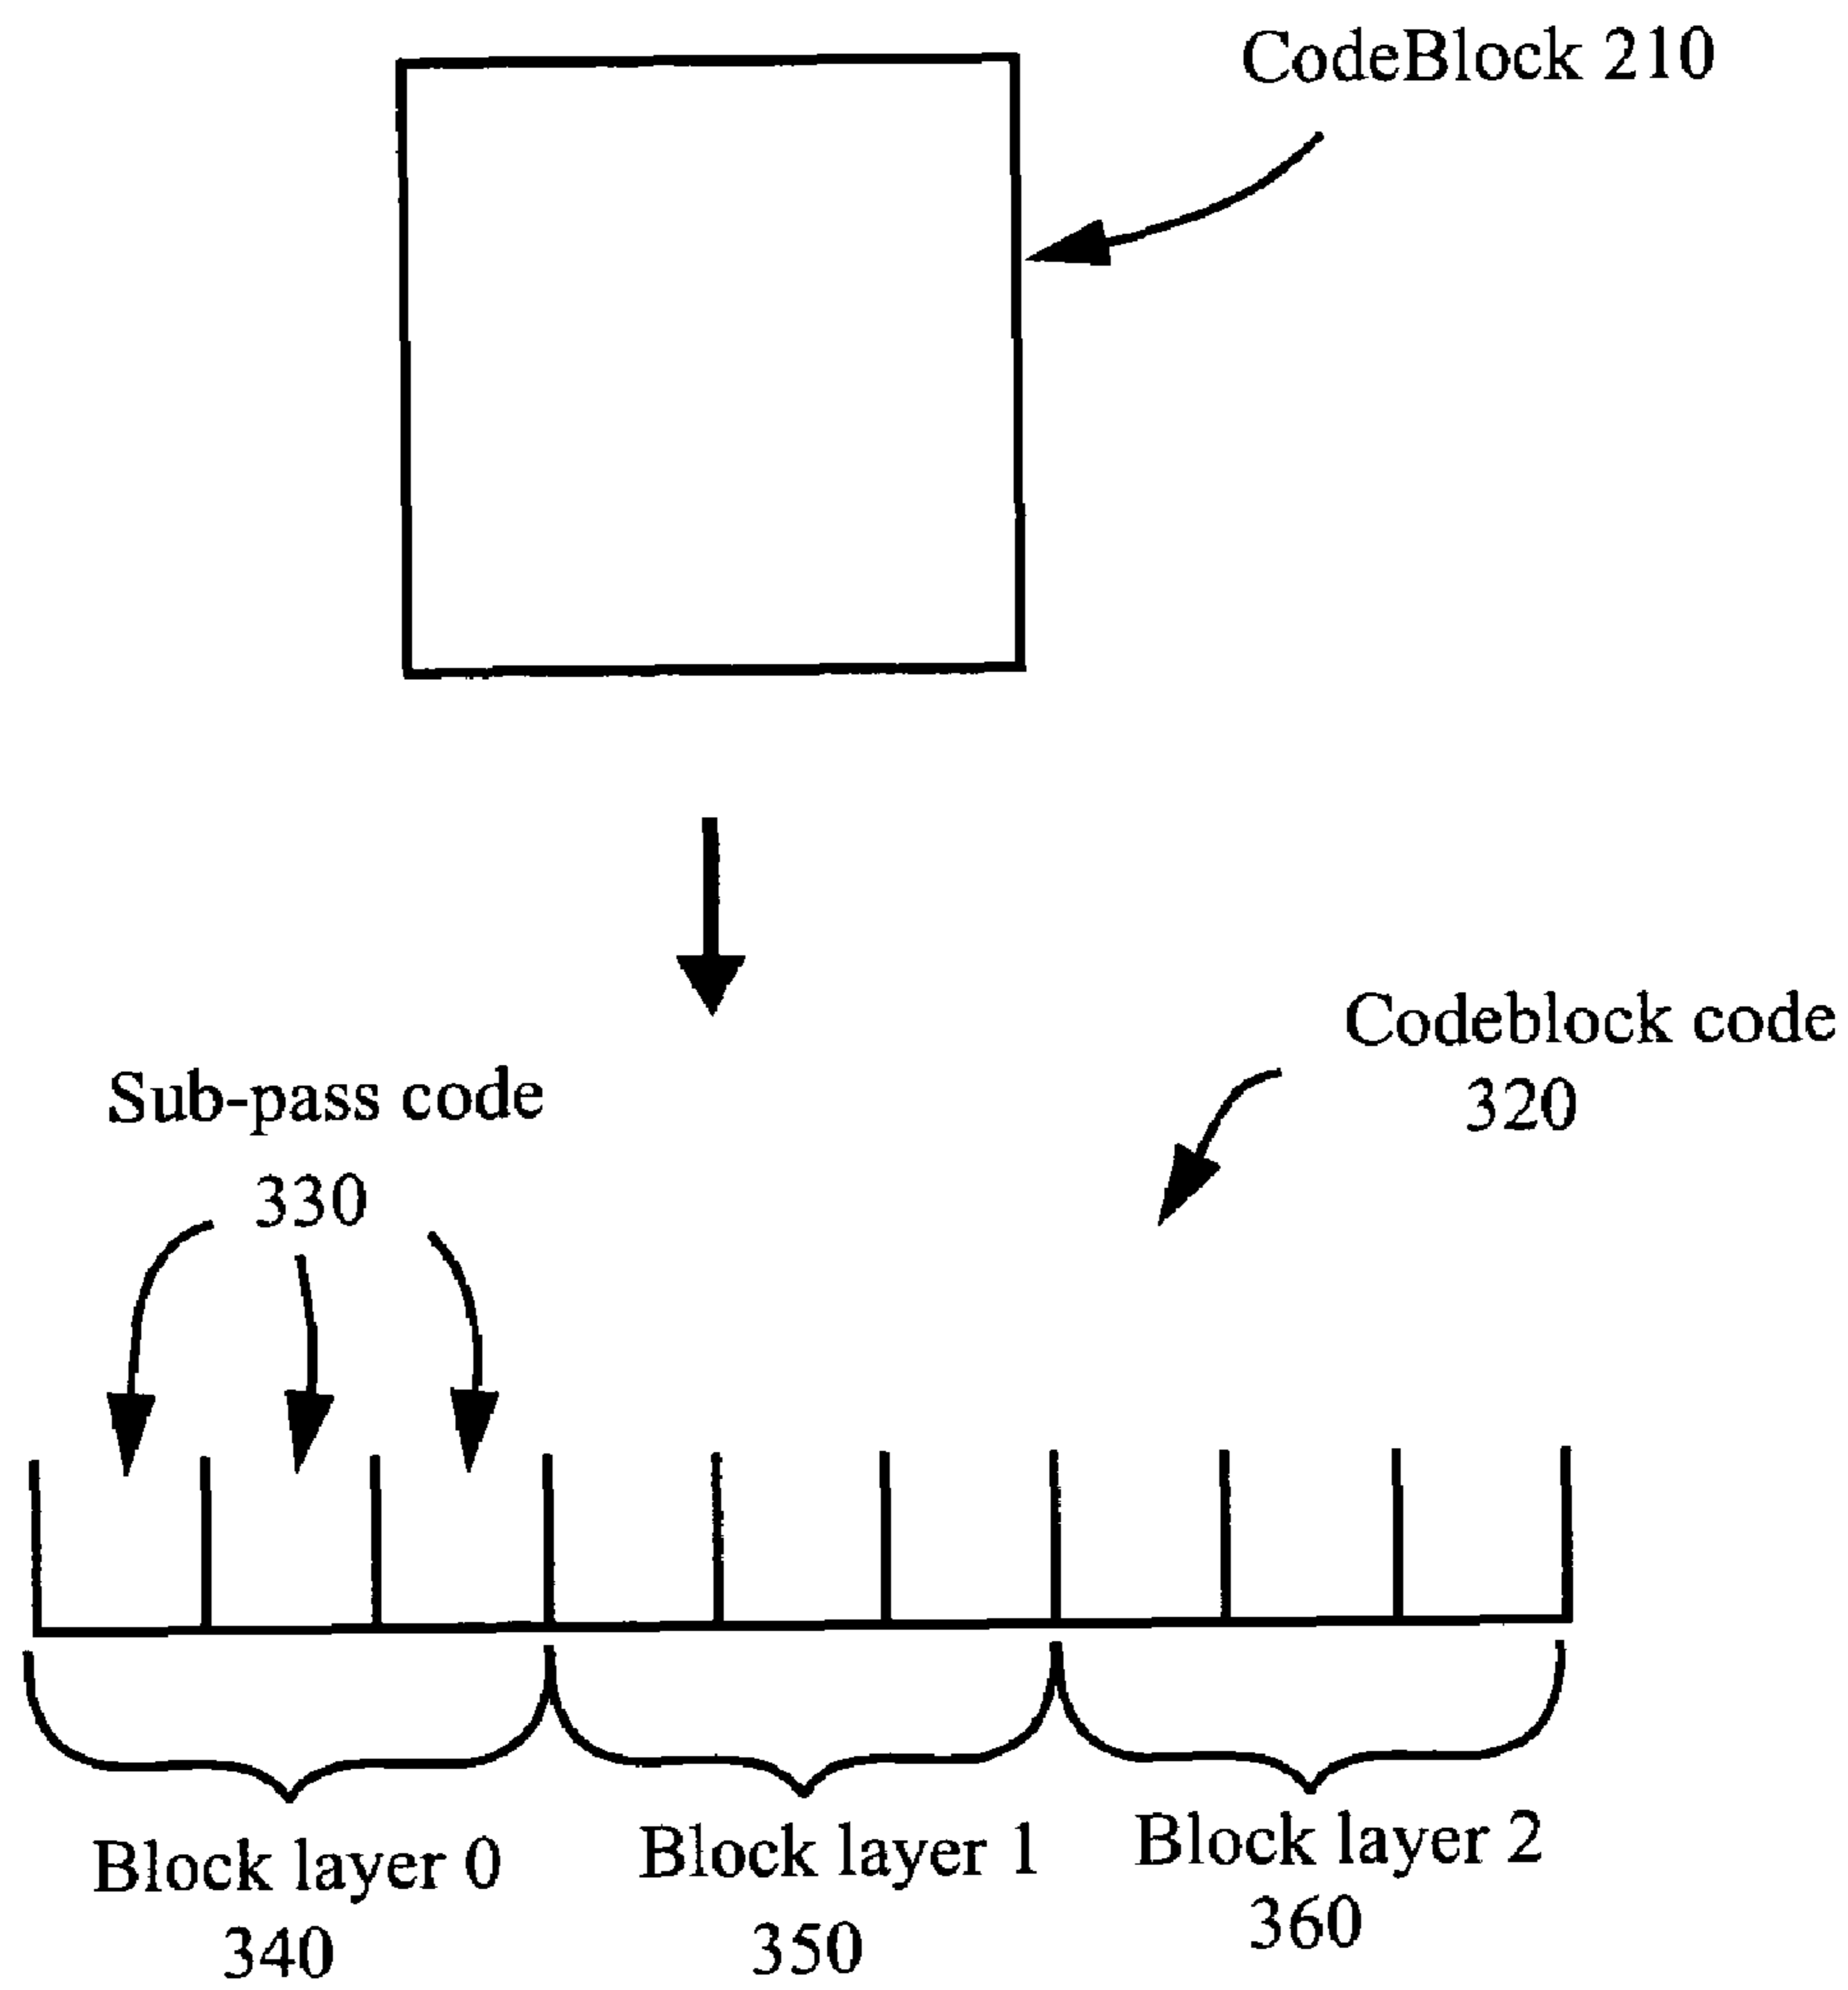 CodeBlock 210
Codeblock code
320
Sub-pass code
330
Block layer 0
340
Block layer 1
350
Block layer 2
360